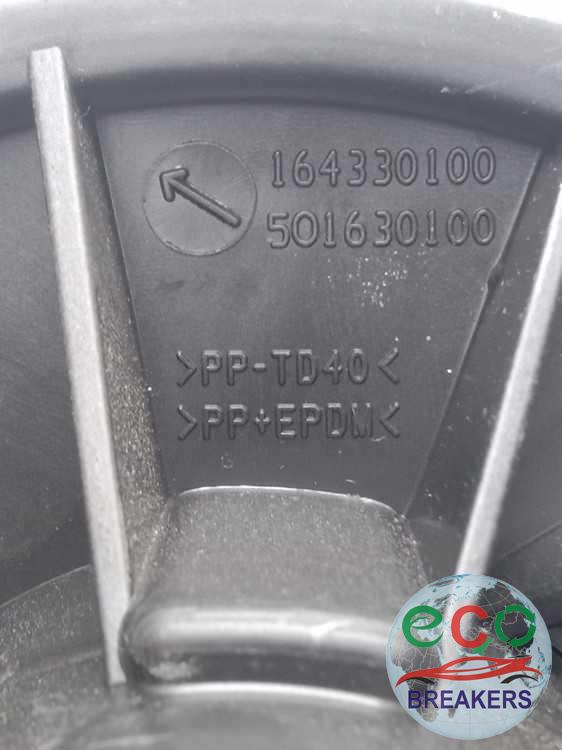 164330100
501630100
>PP-TD40<
>PP+EPDM<
eco
BREAKERS